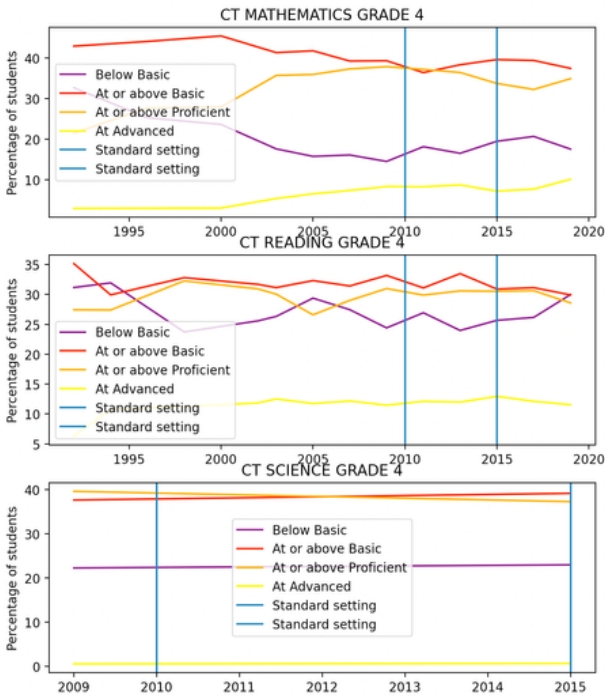 CT MATHEMATICS GRADE 4
Percentage of students
40
30
20
10
Below Basic
At or above Basic
At or above Proficient
At Advanced
Standard setting
Standard setting
1995 2000 2005 2010 2015 2020
CT READING GRADE 4
Percentage of students
35
30
25
20
15
10
5
Below Basic
At or above Basic
At or above Proficient
At Advanced
Standard setting
Standard setting
1995 2000 2005 2010 2015 2020
CT SCIENCE GRADE 4
Percentage of students
40
30
20
10
0
Below Basic
At or above Basic
At or above Proficient
At Advanced
Standard setting
Standard setting
2009 2010 2011 2012 2013 2014 2015